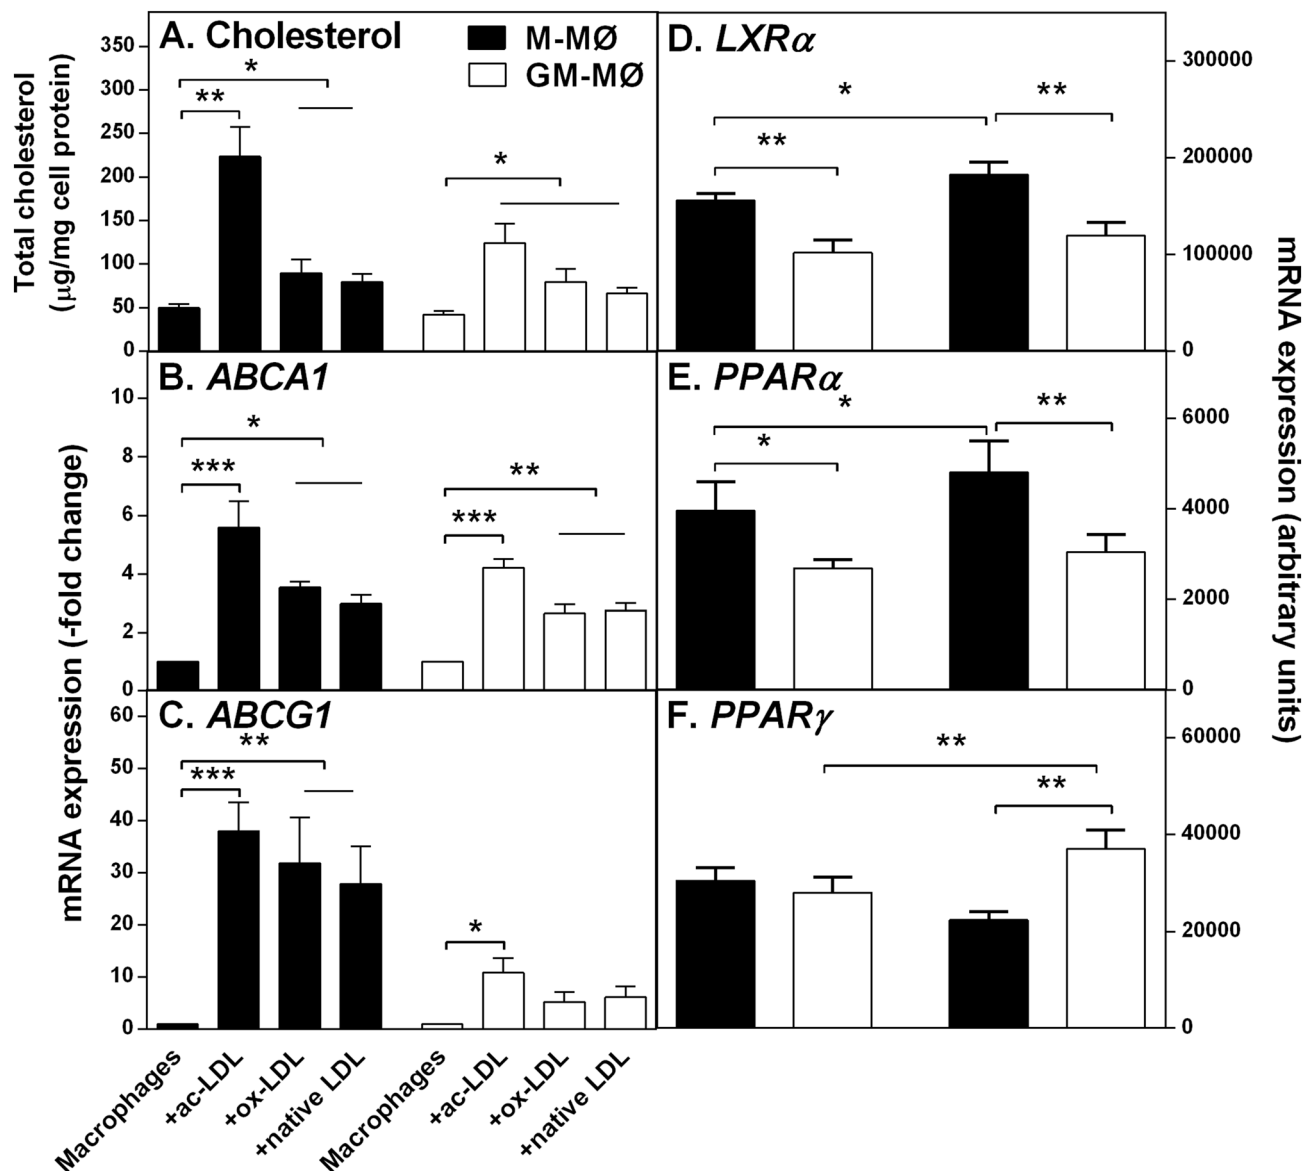 A. Cholesterol
M-MØ
GM-MØ
Total cholesterol
(µg/mg cell protein)
350
300
250
200
150
100
50
0
*
**
*
B. ABCA1
mRNA expression (-fold change)
10
8
6
4
2
0
*
***
**
***
C. ABCG1
60
50
40
30
20
10
0
**
***
*
Macrophages
+ac-LDL
+ox-LDL
+native LDL
Macrophages
+ac-LDL
+ox-LDL
+native LDL
D. LXRα
300000
200000
100000
0
*
**
**
mRNA expression (arbitrary units)
E. PPARα
6000
4000
2000
0
*
**
*
F. PPARγ
60000
40000
20000
0
**
**